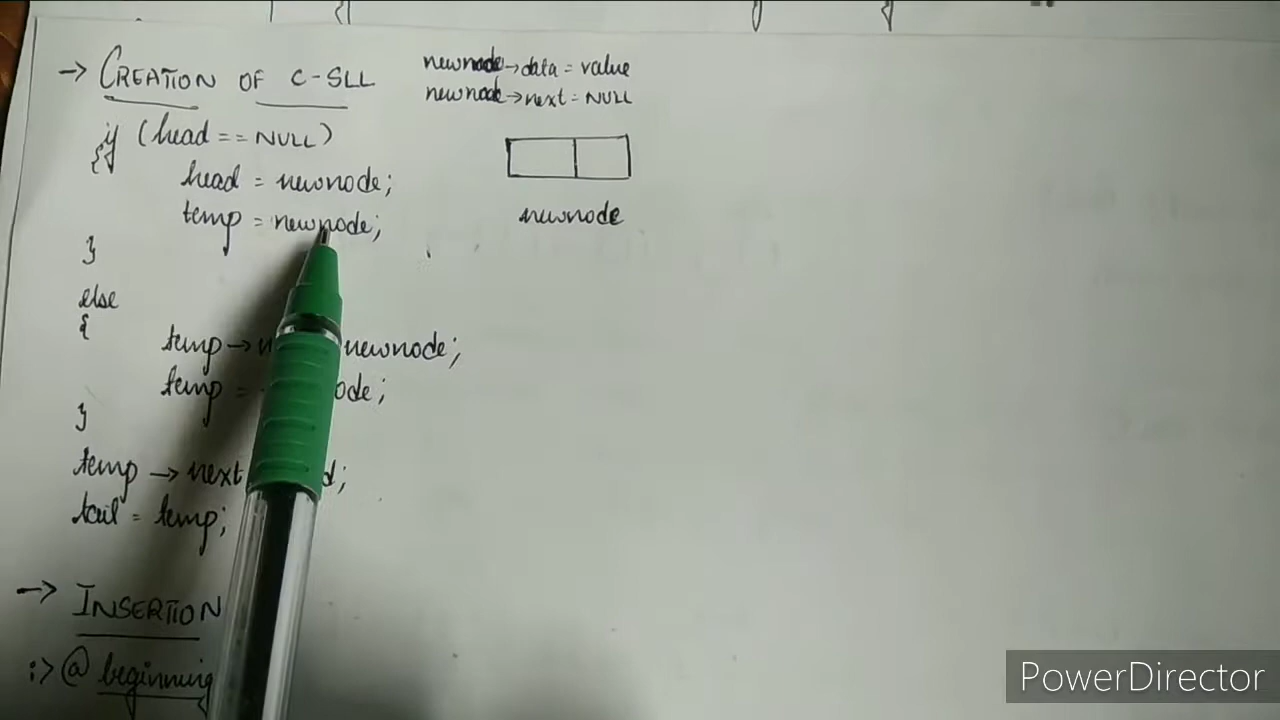 → CREATION OF C-SLL
newnode→data = value
newnode→next = NULL
if (head == NULL)
{
head = newnode;
temp = newnode;
}
newnode
else
{
temp→ newnode;
temp =
}
temp → next
tail = temp;
→ INSERTION
i> @ beginning
PowerDirector